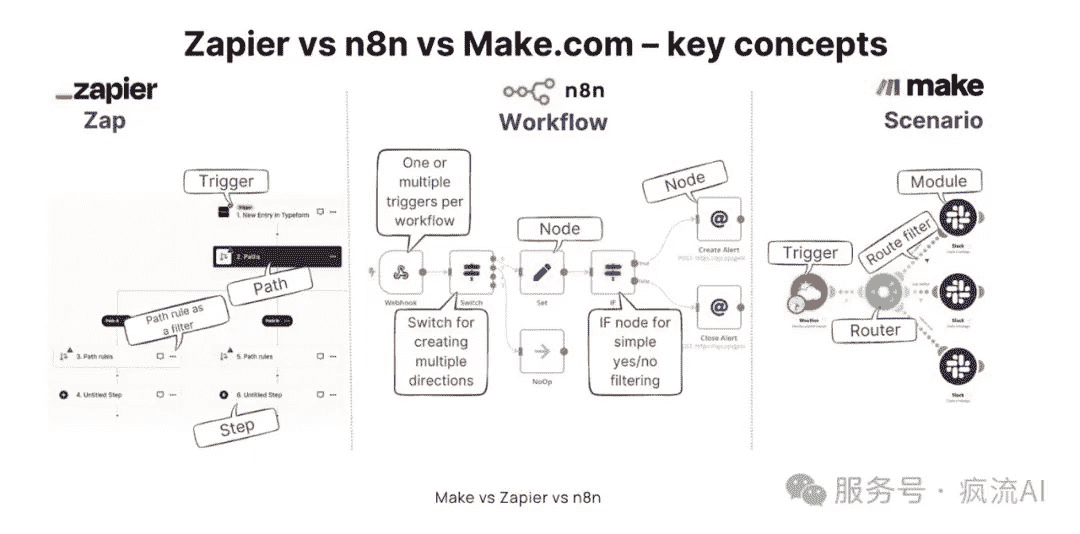 Zapier vs n8n vs Make.com – key concepts
zapier
Zap
Trigger
Trigger
1. New Entry in Typeform
2. Paths
Path
Path rule as
a filter
3. Path rules
5. Path rules
4. Untitled Step
6. Untitled Step
Step
n8n
Workflow
One or
multiple
triggers per
workflow
Node
Node
Webhook
Switch
Set
IF
true
Create Alert
Close Alert
Switch for
creating
multiple
directions
NoOp
IF node for
simple
yes/no
filtering
make
Scenario
Module
Trigger
Route filter
Router
Weather
Slack
Slack
Slack
Make vs Zapier vs n8n
服务号 · 疯流AI